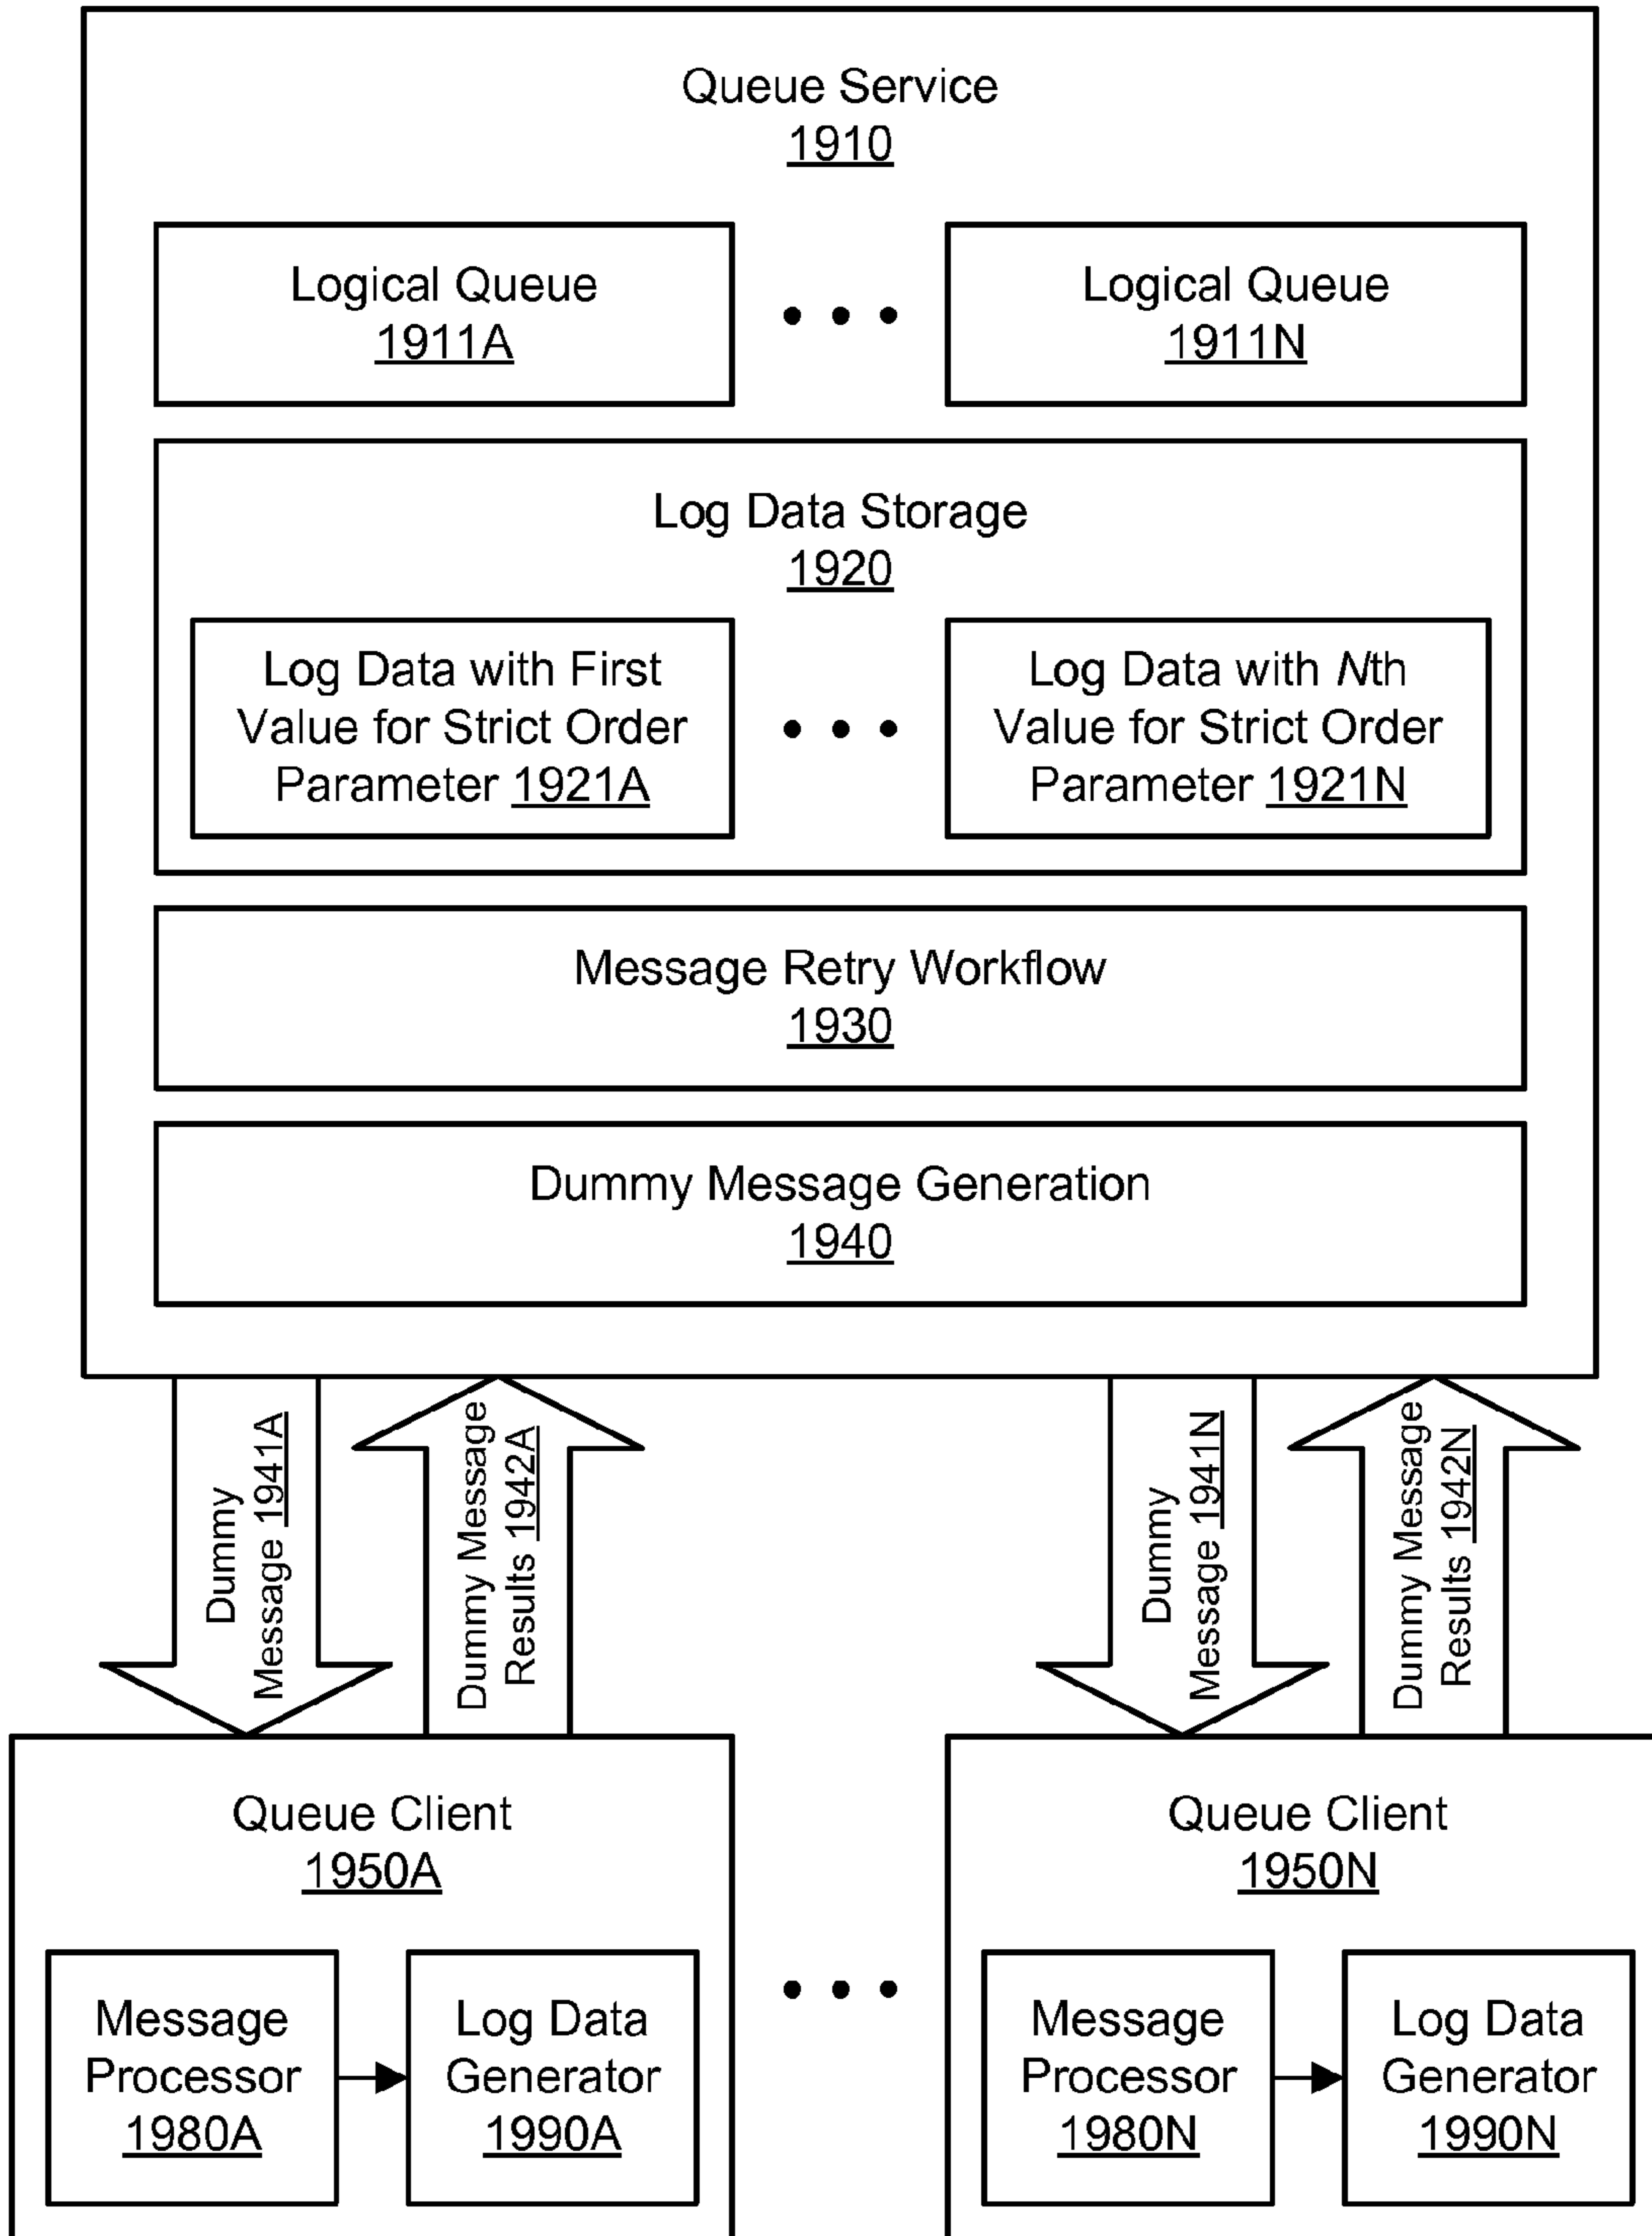 Queue Service
1910
Logical Queue
1911A
Logical Queue
1911N
Log Data Storage
1920
Log Data with First
Value for Strict Order
Parameter 1921A
Log Data with Nth
Value for Strict Order
Parameter 1921N
Message Retry Workflow
1930
Dummy Message Generation
1940
Dummy
Message 1941A
Dummy Message
Results 1942A
Dummy
Message 1941N
Dummy Message
Results 1942N
Queue Client
1950A
Message
Processor
1980A
Log Data
Generator
1990A
Queue Client
1950N
Message
Processor
1980N
Log Data
Generator
1990N